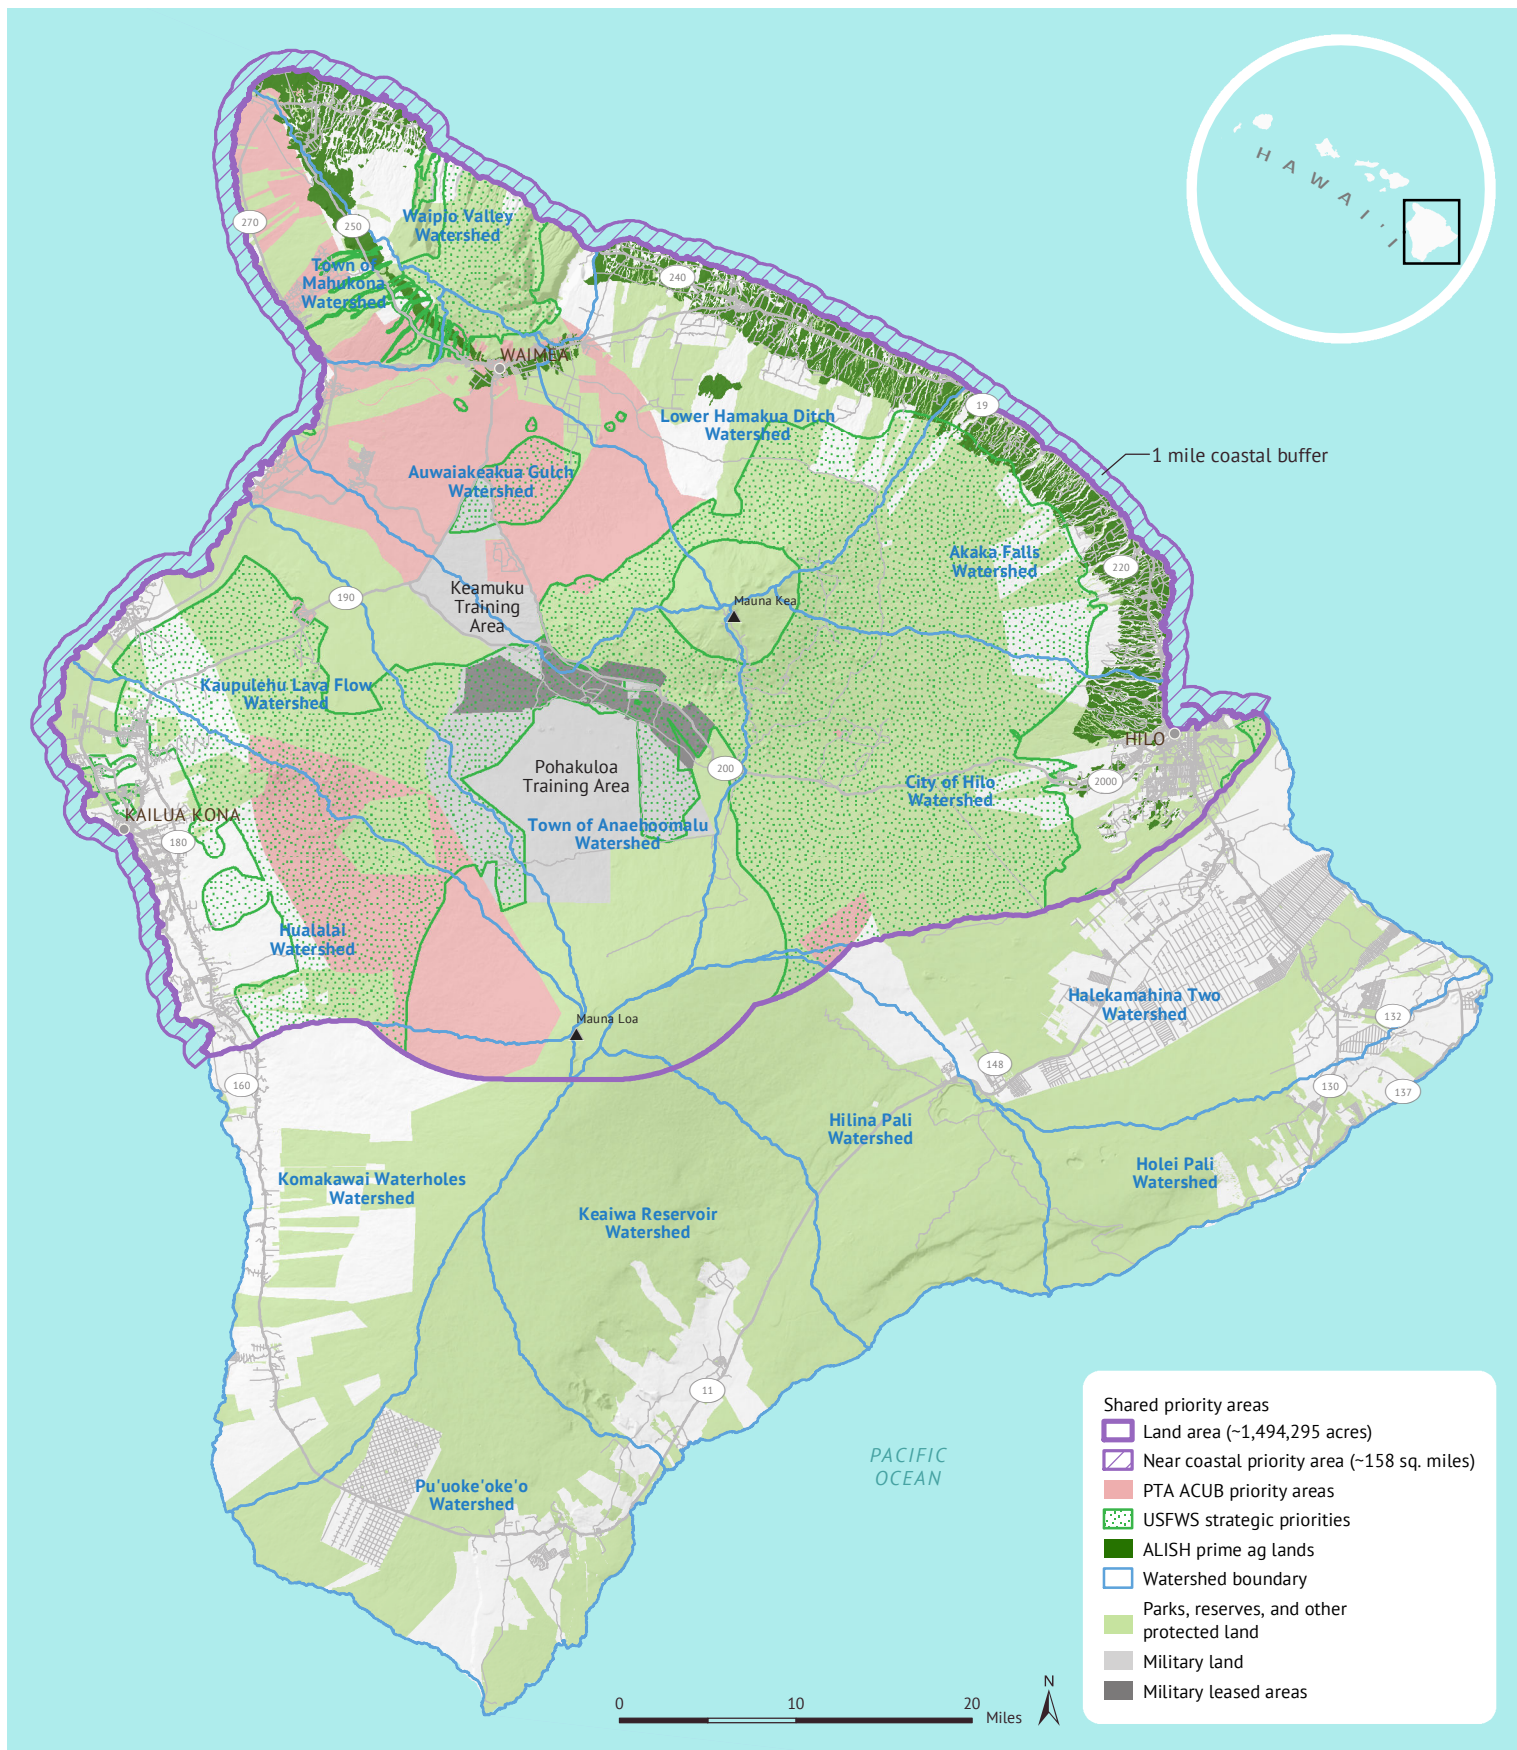 HAWAI'I
270
250
Waipio Valley
Watershed
Town of
Mahukona
Watershed
240
WAIMEA
19
Lower Hamakua Ditch
Watershed
1 mile coastal buffer
Auwaiakeakua Gulch
Watershed
Akaka Falls
Watershed
220
Keamuku
Training
Area
190
Mauna Kea
Kaupulehu Lava Flow
Watershed
HILO
Pohakuloa
Training Area
200
2000
City of Hilo
Watershed
KAILUA KONA
180
Town of Anaehoomalu
Watershed
Hualalai
Watershed
Halekamahina Two
Watershed
132
Mauna Loa
148
160
130
137
Hilina Pali
Watershed
Holei Pali
Watershed
Komakawai Waterholes
Watershed
Keaiwa Reservoir
Watershed
11
PACIFIC
OCEAN
Pu'uoke'oke'o
Watershed
Shared priority areas
Land area (~1,494,295 acres)
Near coastal priority area (~158 sq. miles)
PTA ACUB priority areas
USFWS strategic priorities
ALISH prime ag lands
Watershed boundary
Parks, reserves, and other
protected land
Military land
Military leased areas
0 10 20 Miles
N